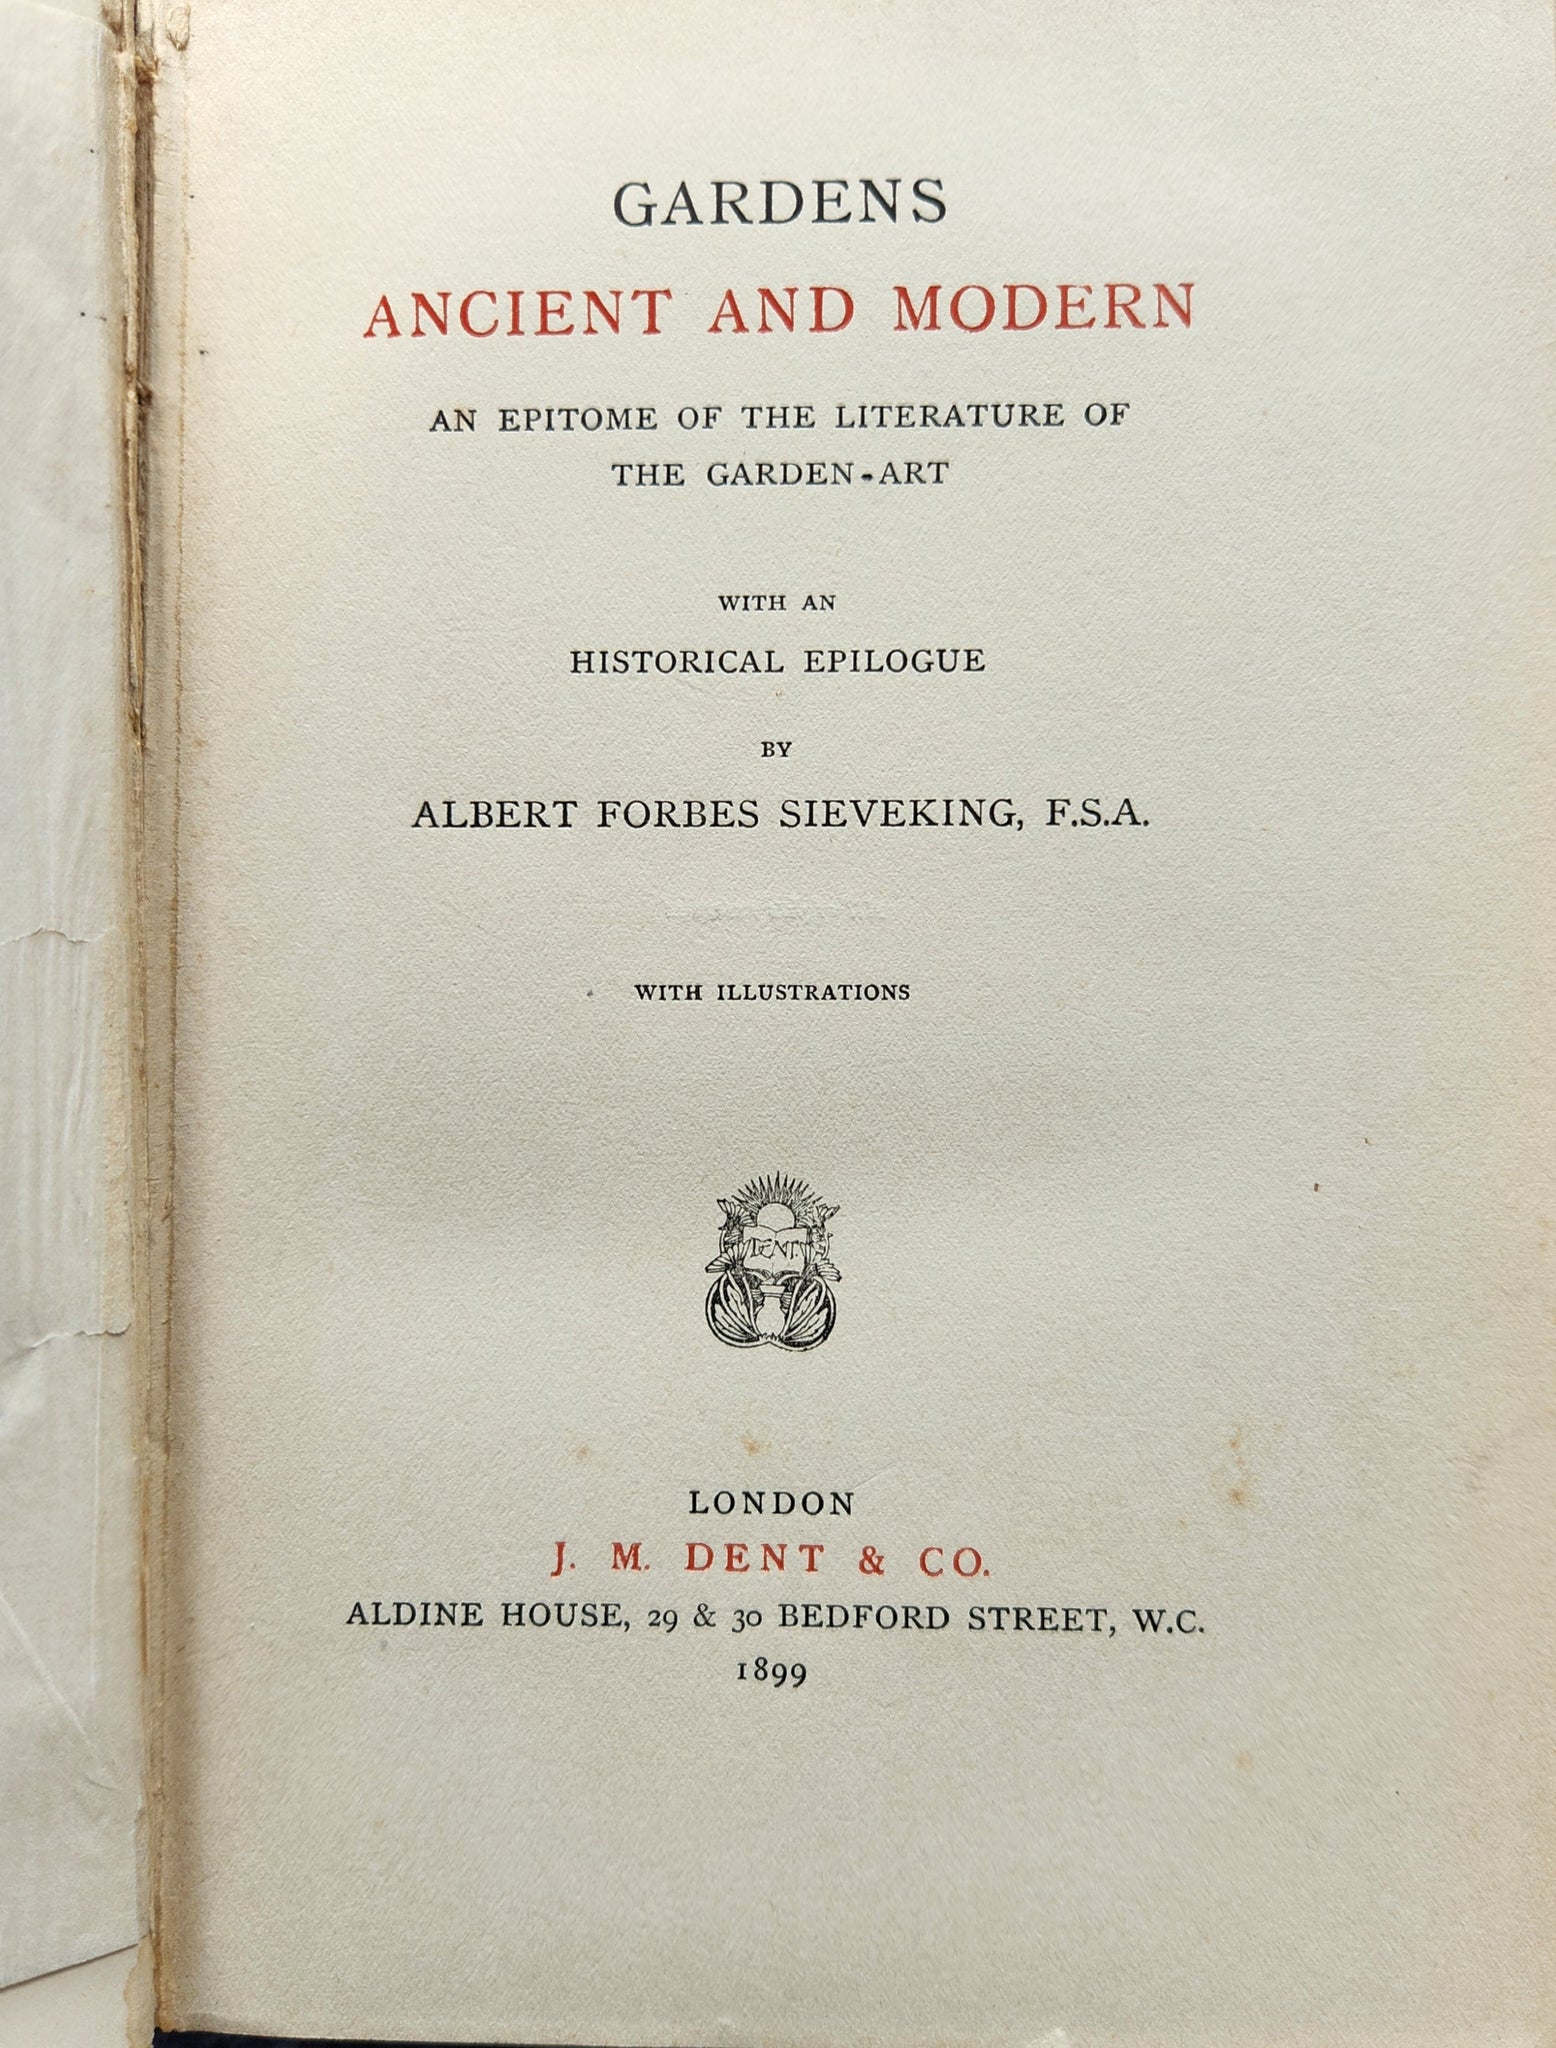 GARDENS
ANCIENT AND MODERN
AN EPITOME OF THE LITERATURE OF
THE GARDEN-ART
WITH AN
HISTORICAL EPILOGUE
BY
ALBERT FORBES SIEVEKING, F.S.A.
WITH ILLUSTRATIONS
DENT.
LONDON
J. M. DENT & CO.
ALDINE HOUSE, 29 & 30 BEDFORD STREET, W.C.
1899